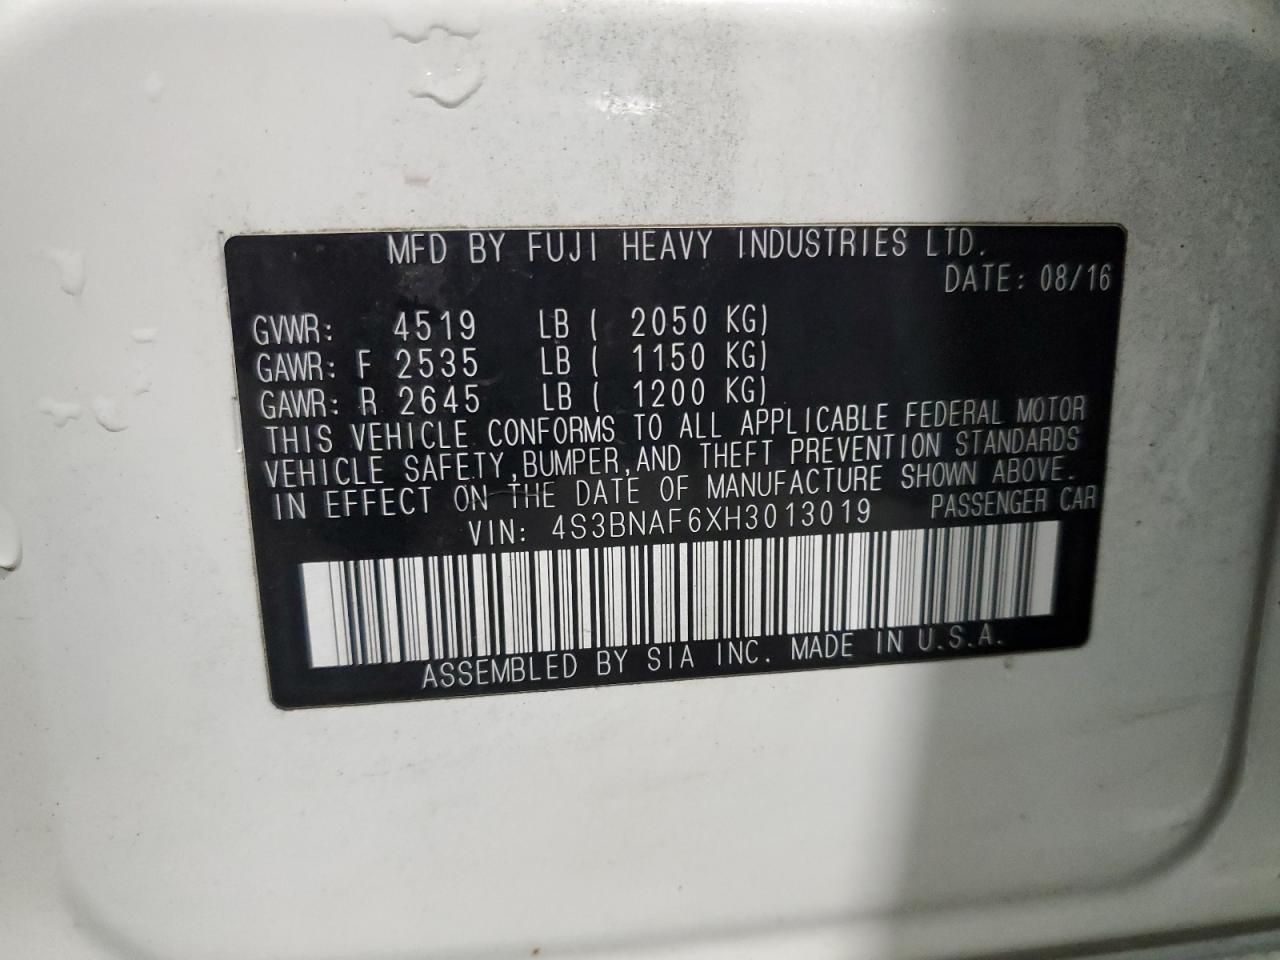 MFD BY FUJI HEAVY INDUSTRIES LTD.
DATE: 08/16
GVWR: 4519 LB ( 2050 KG)
GAWR: F 2535 LB ( 1150 KG)
GAWR: R 2645 LB ( 1200 KG)
THIS VEHICLE CONFORMS TO ALL APPLICABLE FEDERAL MOTOR
VEHICLE SAFETY, BUMPER, AND THEFT PREVENTION STANDARDS
IN EFFECT ON THE DATE OF MANUFACTURE SHOWN ABOVE.
VIN: 4S3BNAF6XH3013019 PASSENGER CAR
ASSEMBLED BY SIA INC. MADE IN U.S.A.